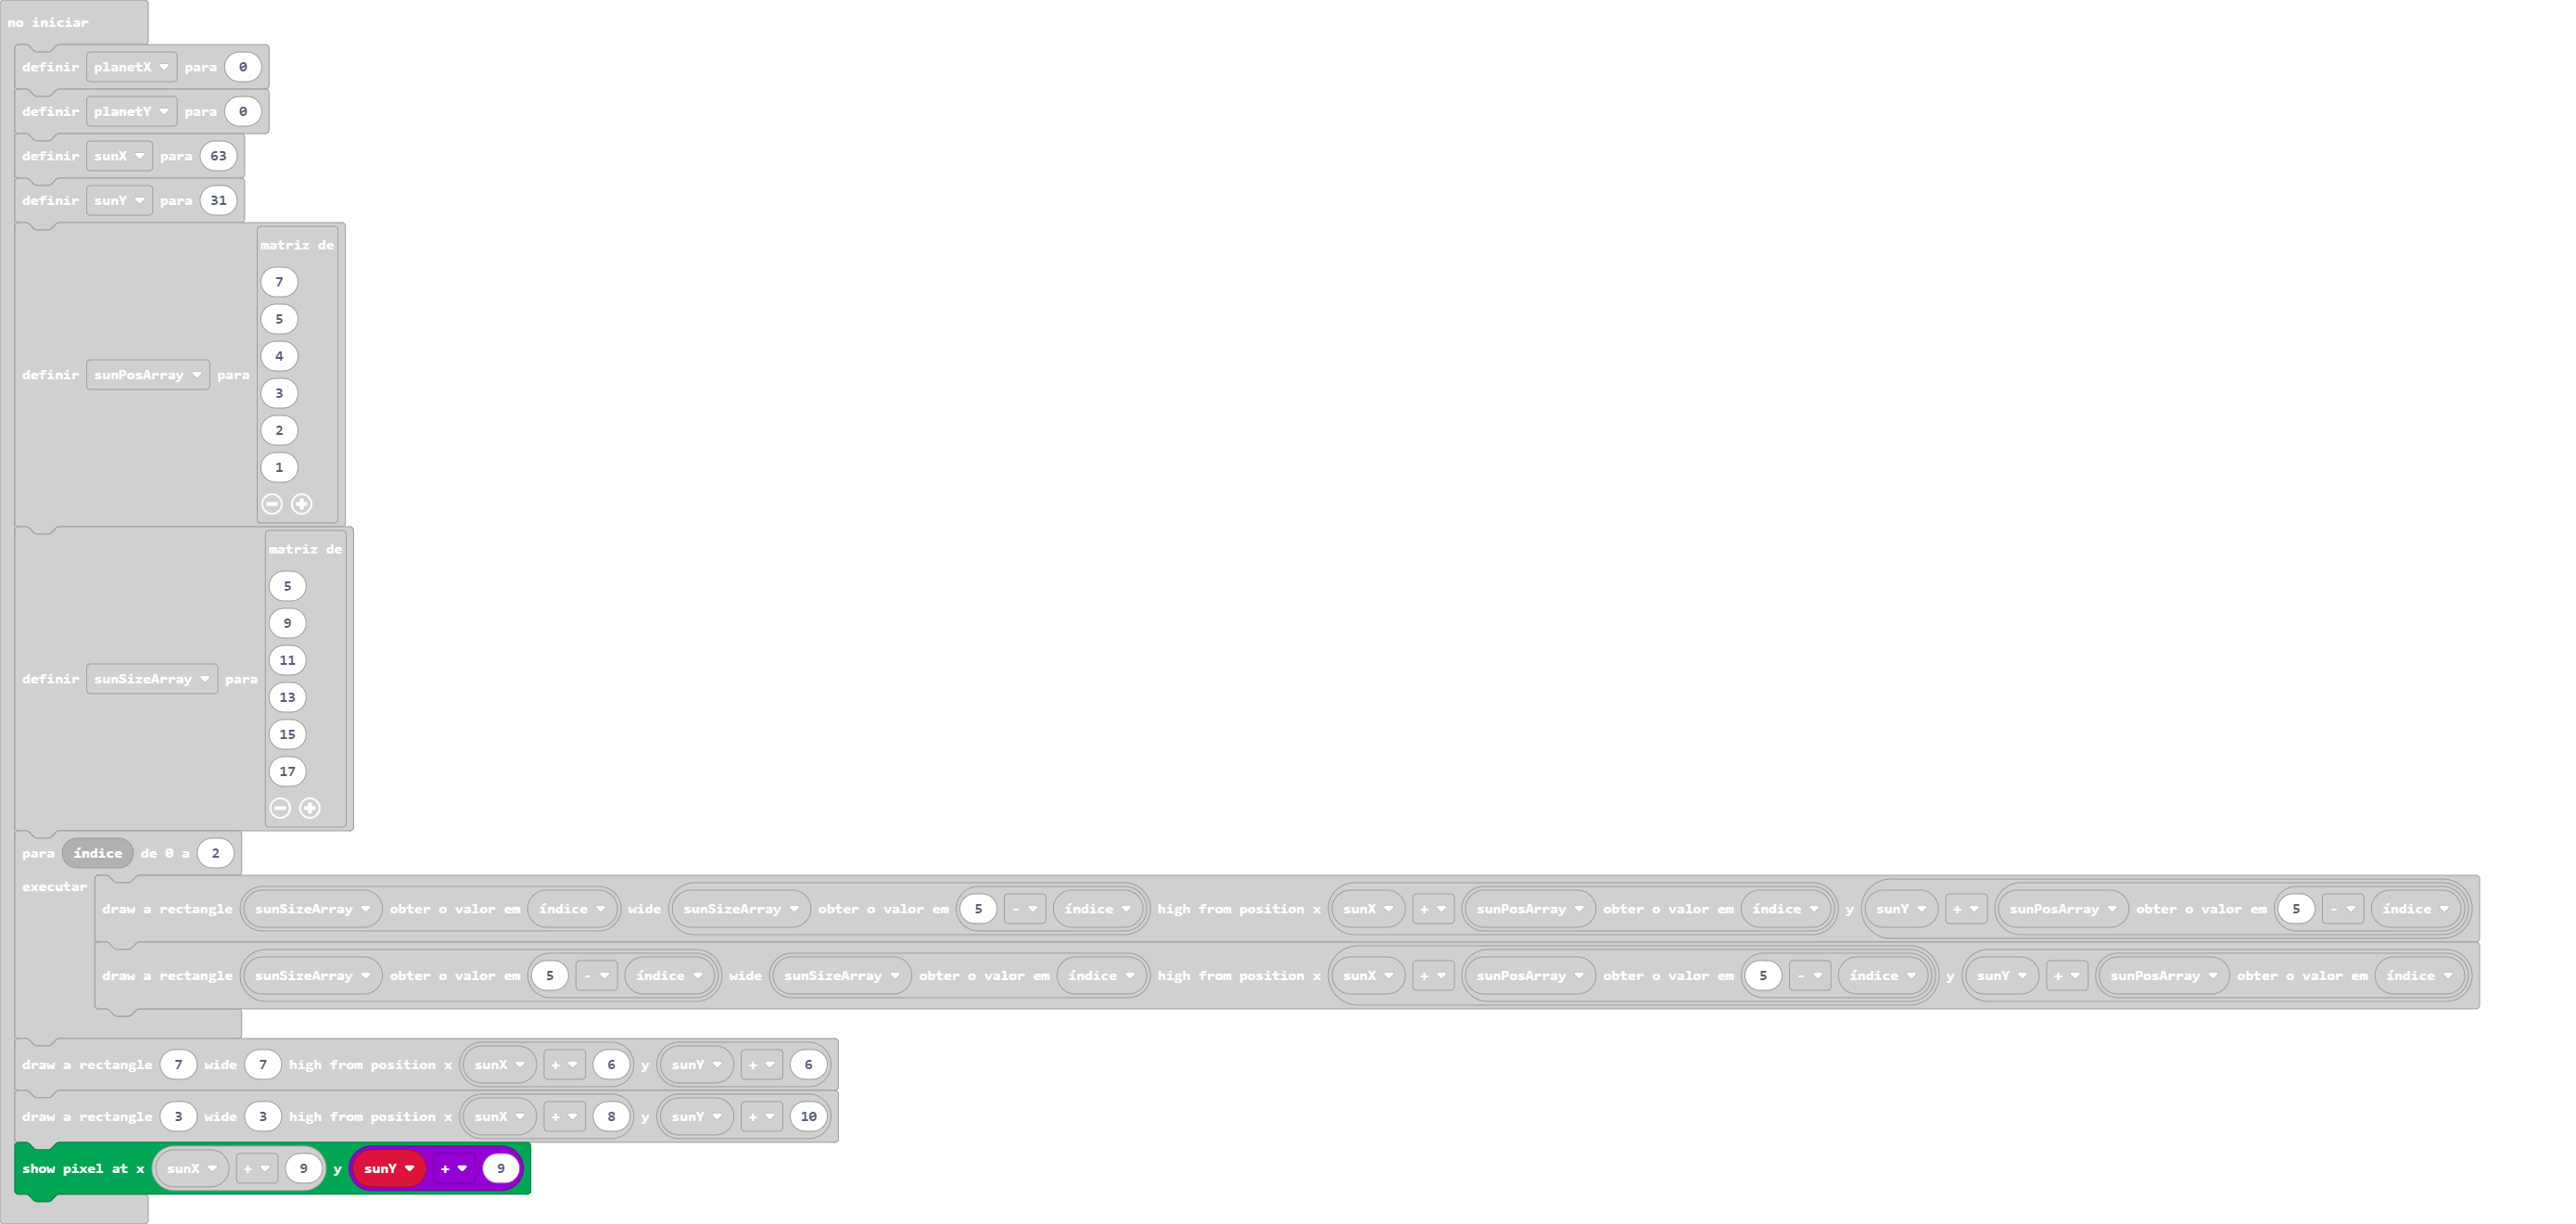 no iniciar
definir planetX para 0
definir planetY para 0
definir sunX para 63
definir sunY para 31
matriz de
7
5
4
3
definir sunPosArray para
2
1
matriz de
5
9
11
definir sunSizeArray para
13
15
17
para índice de 0 a 2
executar
draw a rectangle sunSizeArray obter o valor em índice wide sunSizeArray obter o valor em 5 - índice high from position x sunX + sunPosArray obter o valor em índice y sunY + sunPosArray obter o valor em 5 - índice
draw a rectangle sunSizeArray obter o valor em 5 - índice wide sunSizeArray obter o valor em índice high from position x sunX + sunPosArray obter o valor em 5 - índice y sunY + sunPosArray obter o valor em índice
draw a rectangle 7 wide 7 high from position x sunX + 6 y sunY + 6
draw a rectangle 3 wide 3 high from position x sunX + 8 y sunY + 10
show pixel at x sunX + 9 y sunY + 9